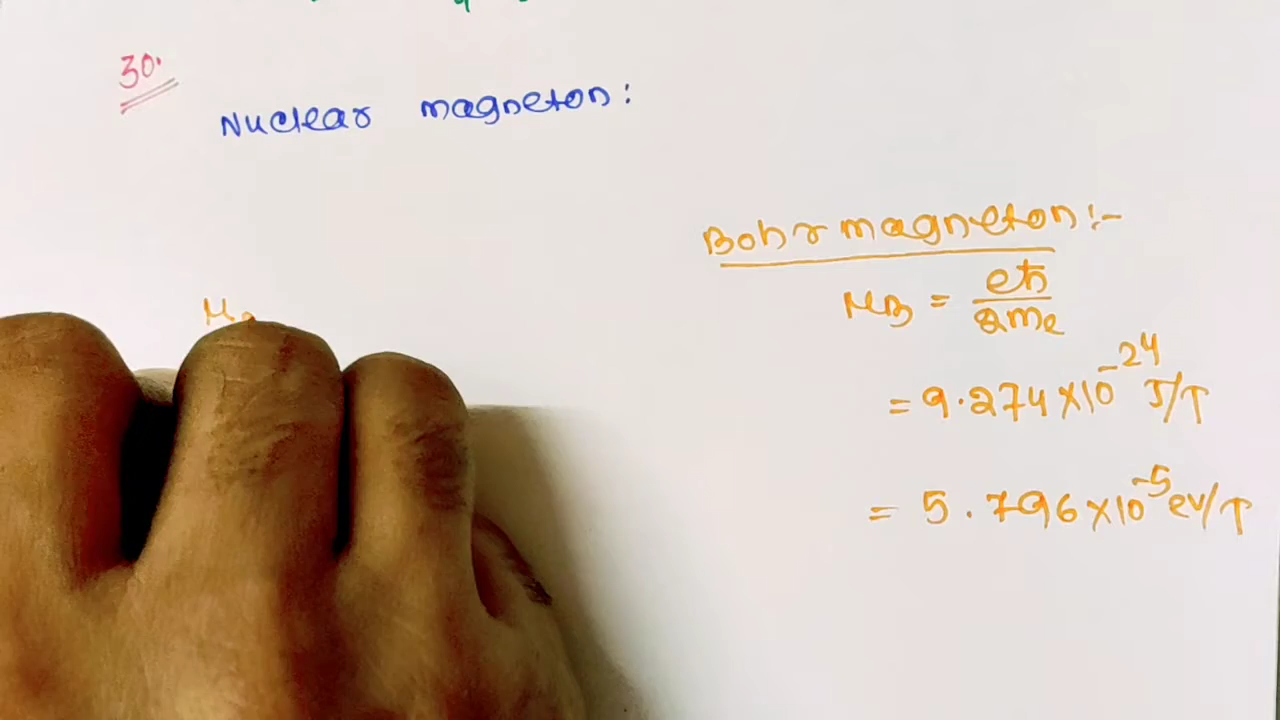 30.
Nuclear magneton:
Bohr magneton:-
μB = eħ / 2me
= 9.274×10⁻²⁴ J/T
= 5.796×10⁻⁵ ev/T